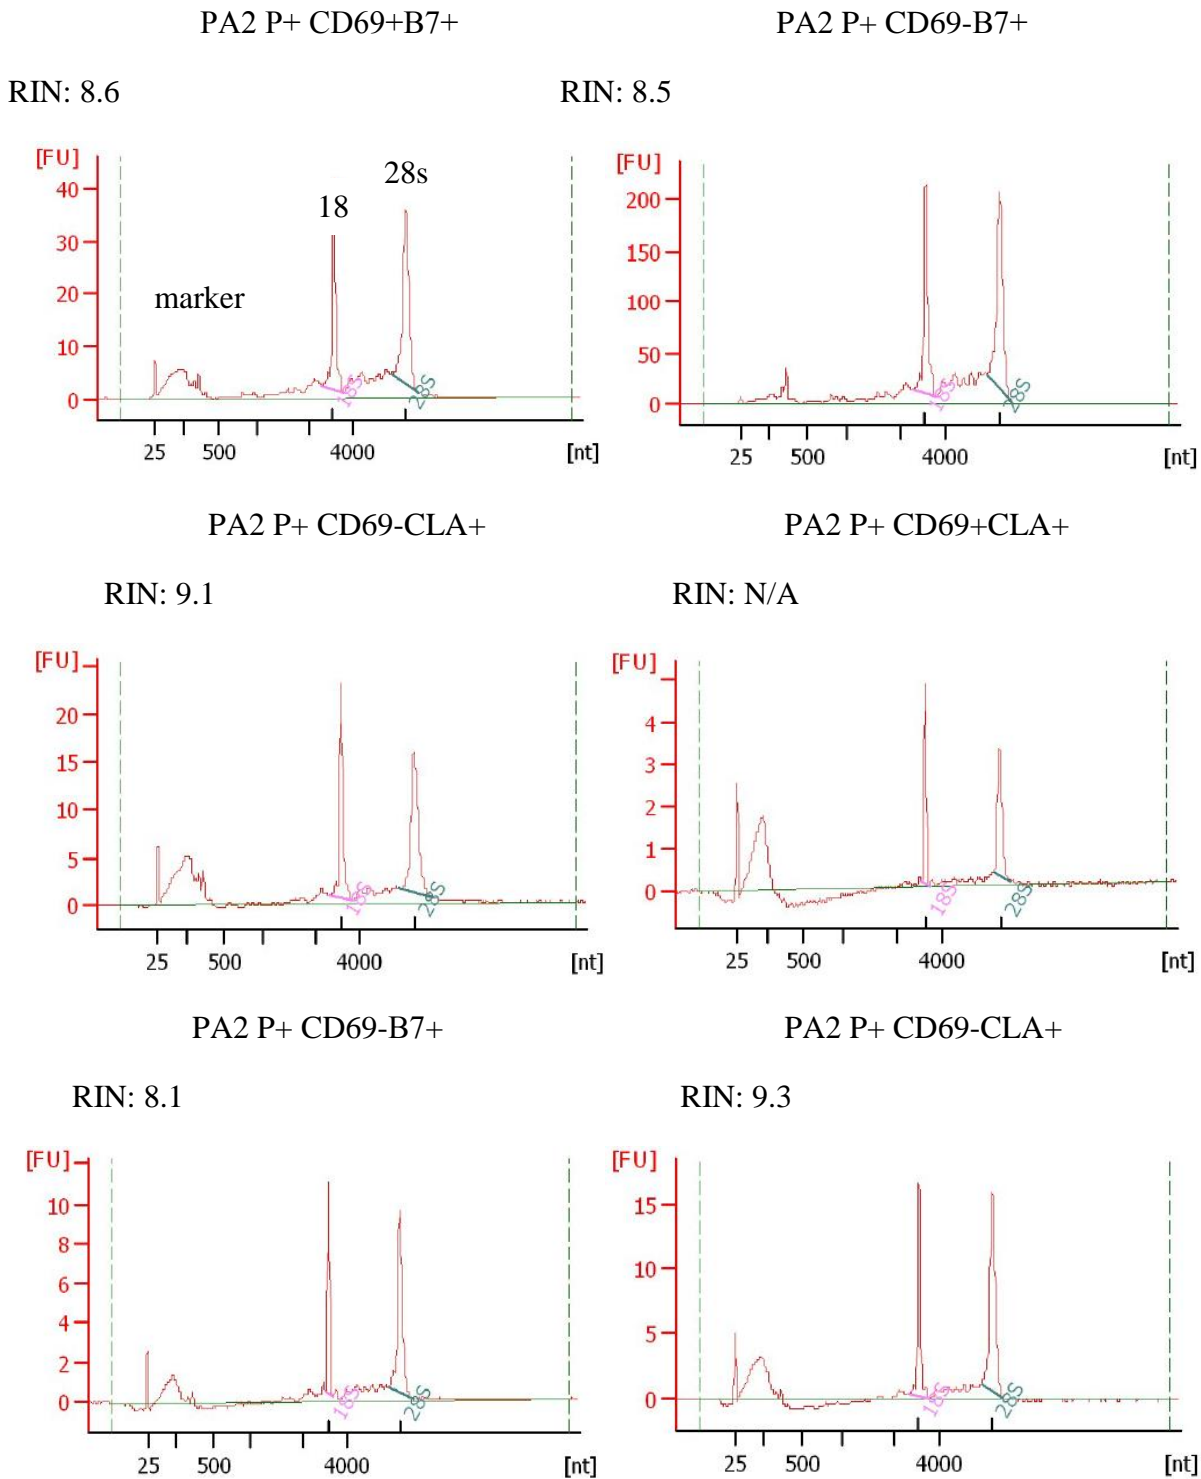 PA2 P+ CD69+B7+
PA2 P+ CD69-B7+
RIN: 8.6
RIN: 8.5
[FU]
40
30
20
10
0
marker
18
28s
18S
28S
25 500 4000 [nt]
[FU]
200
150
100
50
0
18S
28S
25 500 4000 [nt]
PA2 P+ CD69-CLA+
PA2 P+ CD69+CLA+
RIN: 9.1
RIN: N/A
[FU]
20
15
10
5
0
18S
28S
25 500 4000 [nt]
[FU]
4
3
2
1
0
18S
28S
25 500 4000 [nt]
PA2 P+ CD69-B7+
PA2 P+ CD69-CLA+
RIN: 8.1
RIN: 9.3
[FU]
10
8
6
4
2
0
18S
28S
25 500 4000 [nt]
[FU]
15
10
5
0
18S
28S
25 500 4000 [nt]